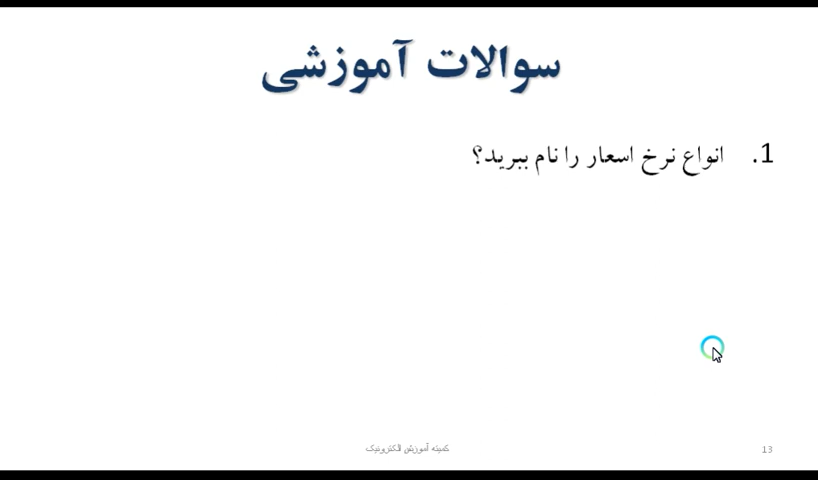 سوالات آموزشی
1. انواع نرخ اسعار را نام ببرید؟
کمیته آموزش الکترونیک
13